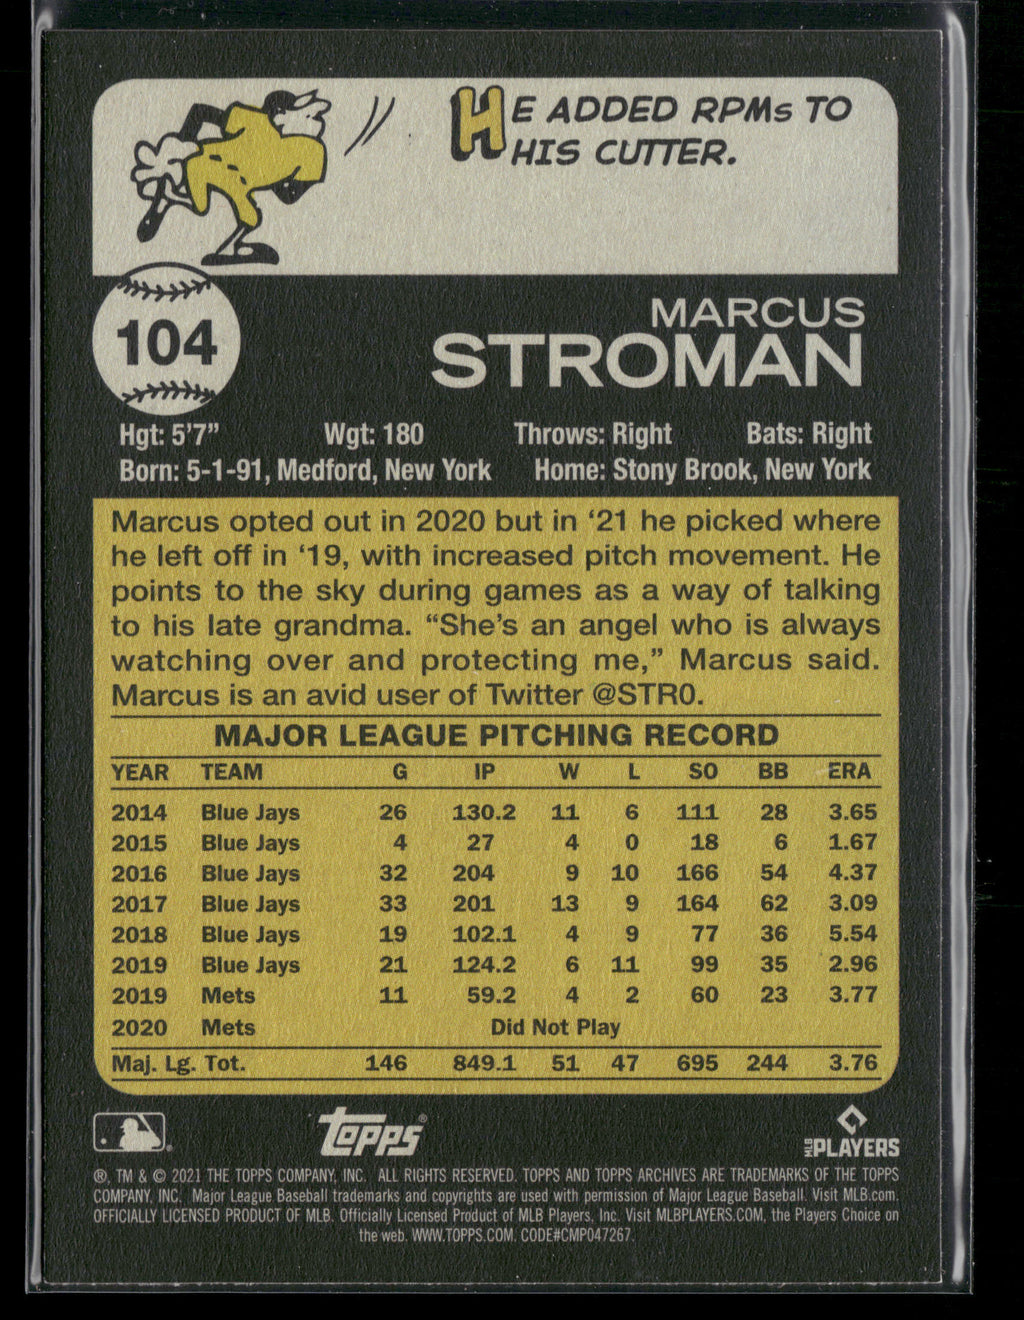 HE ADDED RPMs TO
HIS CUTTER.
104
MARCUS
STROMAN
Hgt: 5'7” Wgt: 180 Throws: Right Bats: Right
Born: 5-1-91, Medford, New York Home: Stony Brook, New York
Marcus opted out in 2020 but in ‘21 he picked where
he left off in ‘19, with increased pitch movement. He
points to the sky during games as a way of talking
to his late grandma. “She’s an angel who is always
watching over and protecting me,” Marcus said.
Marcus is an avid user of Twitter @STR0.
MAJOR LEAGUE PITCHING RECORD
YEAR TEAM G IP W L SO BB ERA
2014 Blue Jays 26 130.2 11 6 111 28 3.65
2015 Blue Jays 4 27 4 0 18 6 1.67
2016 Blue Jays 32 204 9 10 166 54 4.37
2017 Blue Jays 33 201 13 9 164 62 3.09
2018 Blue Jays 19 102.1 4 9 77 36 5.54
2019 Blue Jays 21 124.2 6 11 99 35 2.96
2019 Mets 11 59.2 4 2 60 23 3.77
2020 Mets Did Not Play
Maj. Lg. Tot. 146 849.1 51 47 695 244 3.76
Topps® MLB PLAYERS
®, TM & © 2021 THE TOPPS COMPANY, INC. ALL RIGHTS RESERVED. TOPPS AND TOPPS ARCHIVES ARE TRADEMARKS OF THE TOPPS
COMPANY, INC. Major League Baseball trademarks and copyrights are used with permission of Major League Baseball. Visit MLB.com.
OFFICIALLY LICENSED PRODUCT OF MLB. Officially Licensed Product of MLB Players, Inc. Visit MLBPLAYERS.COM, the Players Choice on
the web. WWW.TOPPS.COM. CODE#CMP047267.